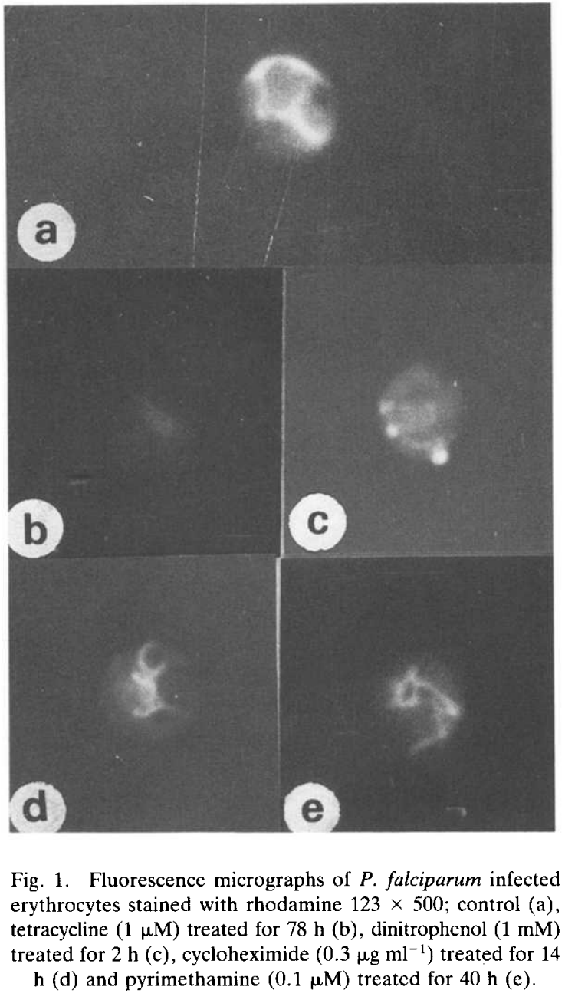 a
b
c
d
e
Fig. 1. Fluorescence micrographs of P. falciparum infected
erythrocytes stained with rhodamine 123 × 500; control (a),
tetracycline (1 μM) treated for 78 h (b), dinitrophenol (1 mM)
treated for 2 h (c), cycloheximide (0.3 μg ml⁻¹) treated for 14
h (d) and pyrimethamine (0.1 μM) treated for 40 h (e).